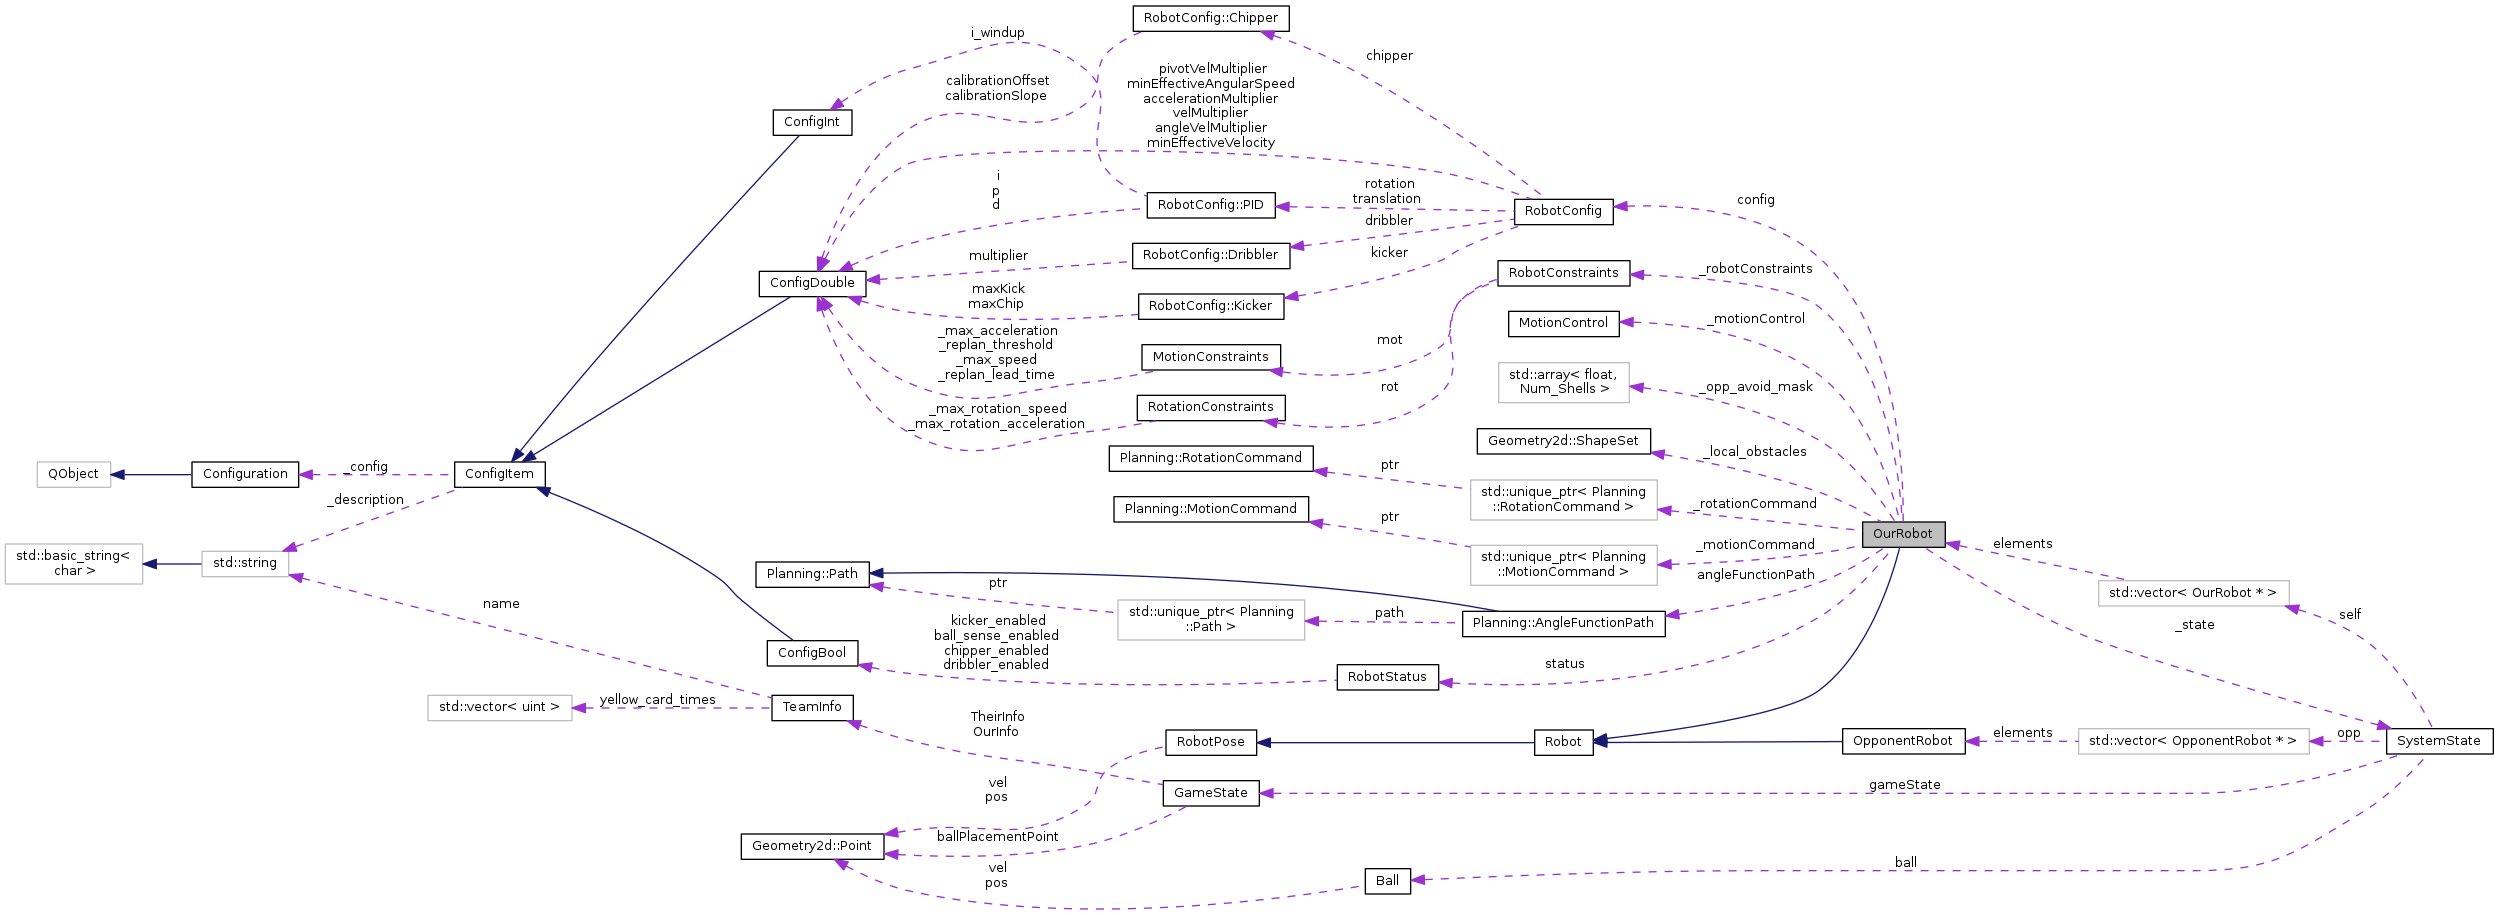 RobotConfig::Chipper
i_windup
chipper
pivotVelMultiplier
minEffectiveAngularSpeed
accelerationMultiplier
velMultiplier
angleVelMultiplier
minEffectiveVelocity
calibrationOffset
calibrationSlope
ConfigInt
i
p
d
rotation
translation
RobotConfig::PID
RobotConfig
config
dribbler
RobotConfig::Dribbler
multiplier
kicker
RobotConstraints
_robotConstraints
ConfigDouble
maxKick
maxChip
RobotConfig::Kicker
MotionControl
_motionControl
_max_acceleration
_replan_threshold
_max_speed
_replan_lead_time
mot
MotionConstraints
std::array< float,
Num_Shells >
_opp_avoid_mask
rot
_max_rotation_speed
_max_rotation_acceleration
RotationConstraints
Geometry2d::ShapeSet
_local_obstacles
QObject
Configuration
_config
ConfigItem
Planning::RotationCommand
ptr
std::unique_ptr< Planning
::RotationCommand >
_rotationCommand
_description
Planning::MotionCommand
ptr
OurRobot
elements
std::basic_string<
char >
std::string
std::unique_ptr< Planning
::MotionCommand >
_motionCommand
Planning::Path
ptr
angleFunctionPath
std::vector< OurRobot * >
name
std::unique_ptr< Planning
::Path >
path
Planning::AngleFunctionPath
self
_state
kicker_enabled
ball_sense_enabled
chipper_enabled
dribbler_enabled
ConfigBool
RobotStatus
status
std::vector< uint >
yellow_card_times
TeamInfo
TheirInfo
OurInfo
RobotPose
Robot
OpponentRobot
elements
std::vector< OpponentRobot * >
opp
SystemState
vel
pos
GameState
gameState
ballPlacementPoint
Geometry2d::Point
vel
pos
Ball
ball